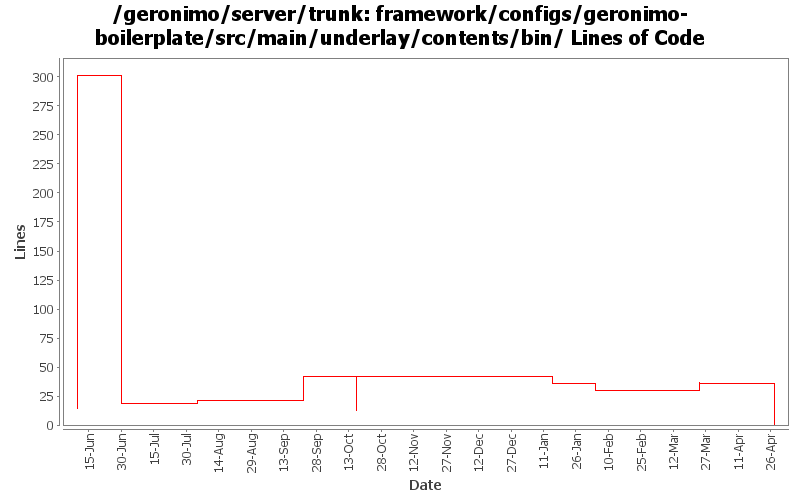 /geronimo/server/trunk: framework/configs/geronimo-
boilerplate/src/main/underlay/contents/bin/ Lines of Code
300
275
250
225
200
175
150
125
100
75
50
25
0
Lines
15-Jun
30-Jun
15-Jul
30-Jul
14-Aug
29-Aug
13-Sep
28-Sep
13-Oct
28-Oct
12-Nov
27-Nov
12-Dec
27-Dec
11-Jan
26-Jan
10-Feb
25-Feb
12-Mar
27-Mar
11-Apr
26-Apr
Date